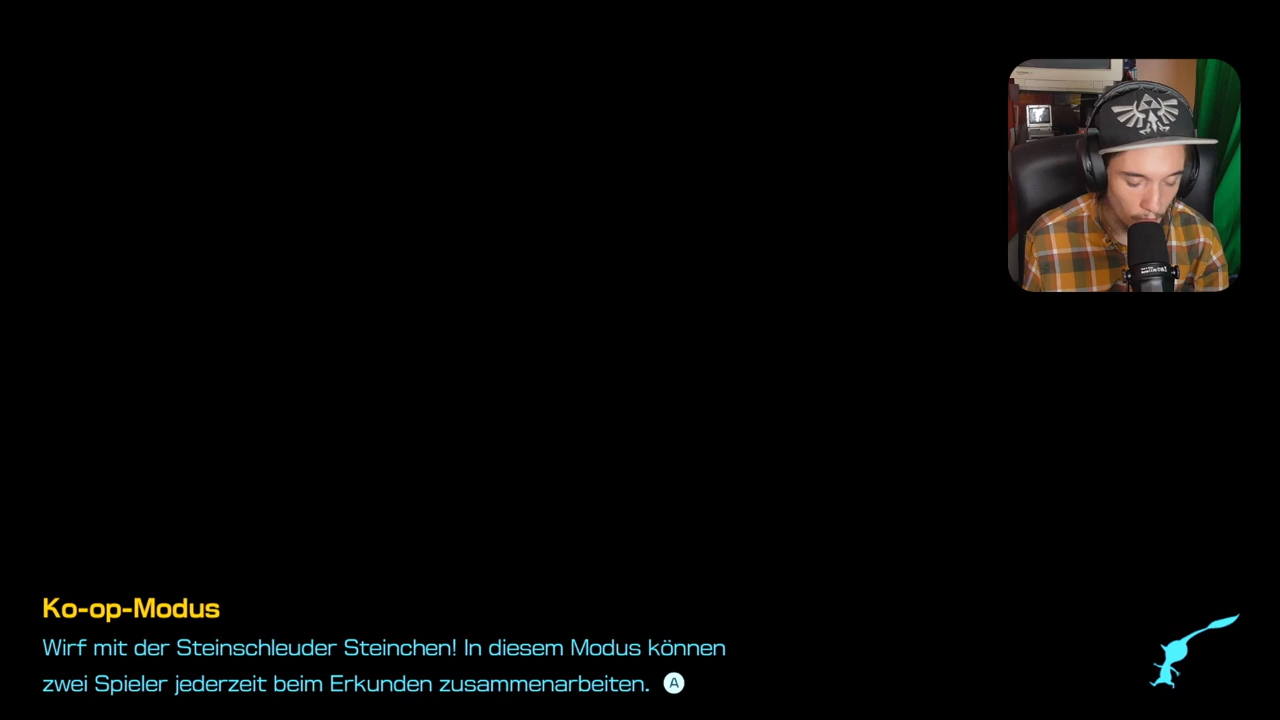 Ko-op-Modus
Wirf mit der Steinschleuder Steinchen! In diesem Modus können
zwei Spieler jederzeit beim Erkunden zusammenarbeiten. A